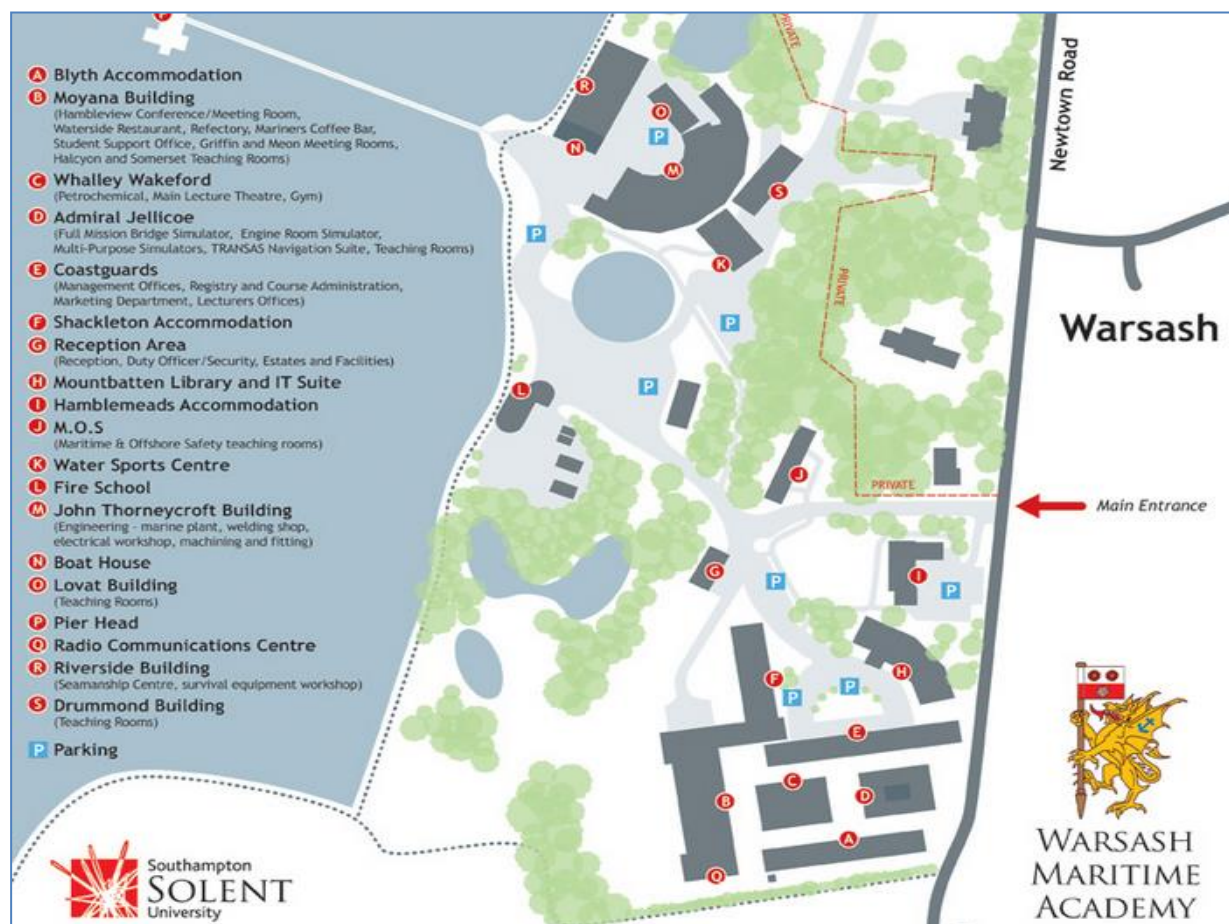 A Blyth Accommodation
B Moyana Building
(Hambleview Conference/Meeting Room,
Waterside Restaurant, Refectory, Mariners Coffee Bar,
Student Support Office, Griffin and Meon Meeting Rooms,
Halcyon and Somerset Teaching Rooms)
C Whalley Wakeford
(Petrochemical, Main Lecture Theatre, Gym)
D Admiral Jellicoe
(Full Mission Bridge Simulator, Engine Room Simulator,
Multi-Purpose Simulators, TRANSAS Navigation Suite, Teaching Rooms)
E Coastguards
(Management Offices, Registry and Course Administration,
Marketing Department, Lecturers Offices)
F Shackleton Accommodation
G Reception Area
(Reception, Duty Officer/Security, Estates and Facilities)
H Mountbatten Library and IT Suite
I Hamblemeads Accommodation
J M.O.S
(Maritime & Offshore Safety teaching rooms)
K Water Sports Centre
L Fire School
M John Thorneycroft Building
(Engineering - marine plant, welding shop,
electrical workshop, machining and fitting)
N Boat House
O Lovat Building
(Teaching Rooms)
P Pier Head
Q Radio Communications Centre
R Riverside Building
(Seamanship Centre, survival equipment workshop)
S Drummond Building
(Teaching Rooms)
P Parking
Southampton
SOLENT
University
P
R
O
P
N
M
S
P
K
P
P
L
J
G
P
I
P
F
P
P
H
E
C
B
D
A
Q
PRIVATE
PRIVATE
PRIVATE
Newtown Road
Warsash
Main Entrance
WARSASH
MARITIME
ACADEMY